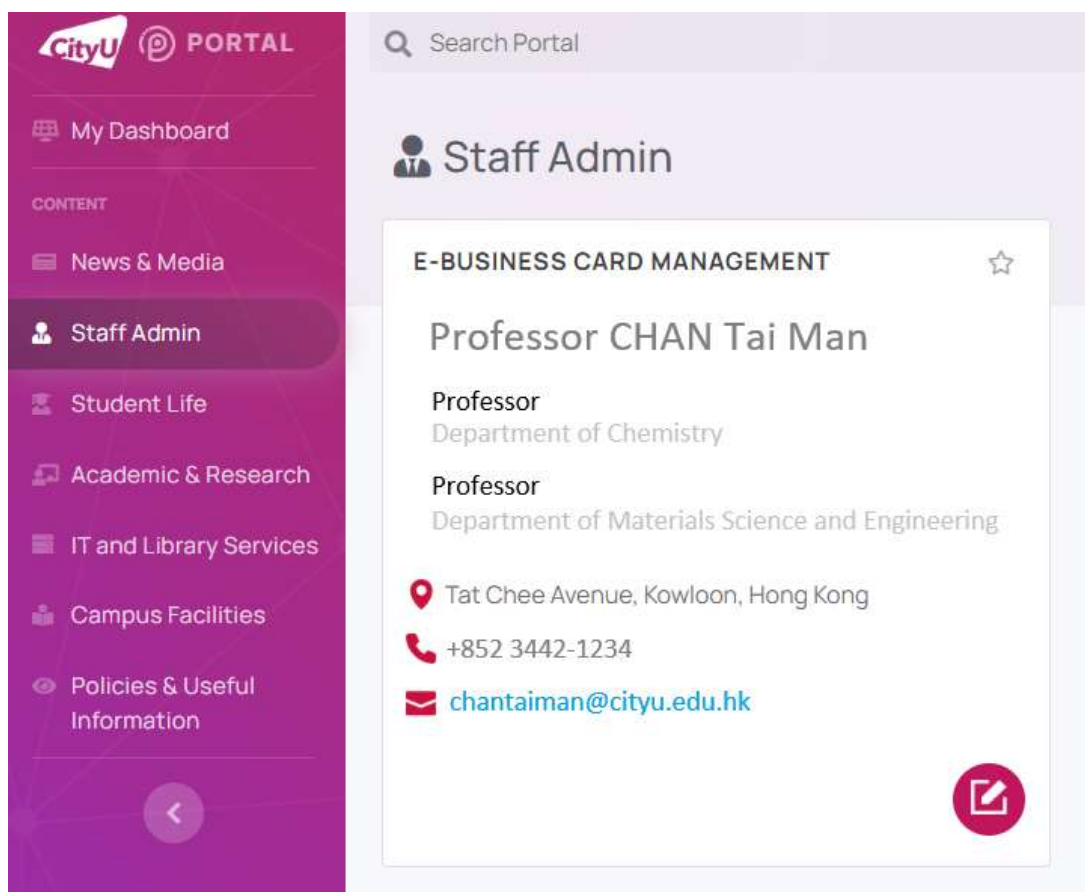 CityU PORTAL
My Dashboard
CONTENT
News & Media
Staff Admin
Student Life
Academic & Research
IT and Library Services
Campus Facilities
Policies & Useful
Information
Search Portal
Staff Admin
E-BUSINESS CARD MANAGEMENT
Professor CHAN Tai Man
Professor
Department of Chemistry
Professor
Department of Materials Science and Engineering
Tat Chee Avenue, Kowloon, Hong Kong
+852 3442-1234
chantaiman@cityu.edu.hk